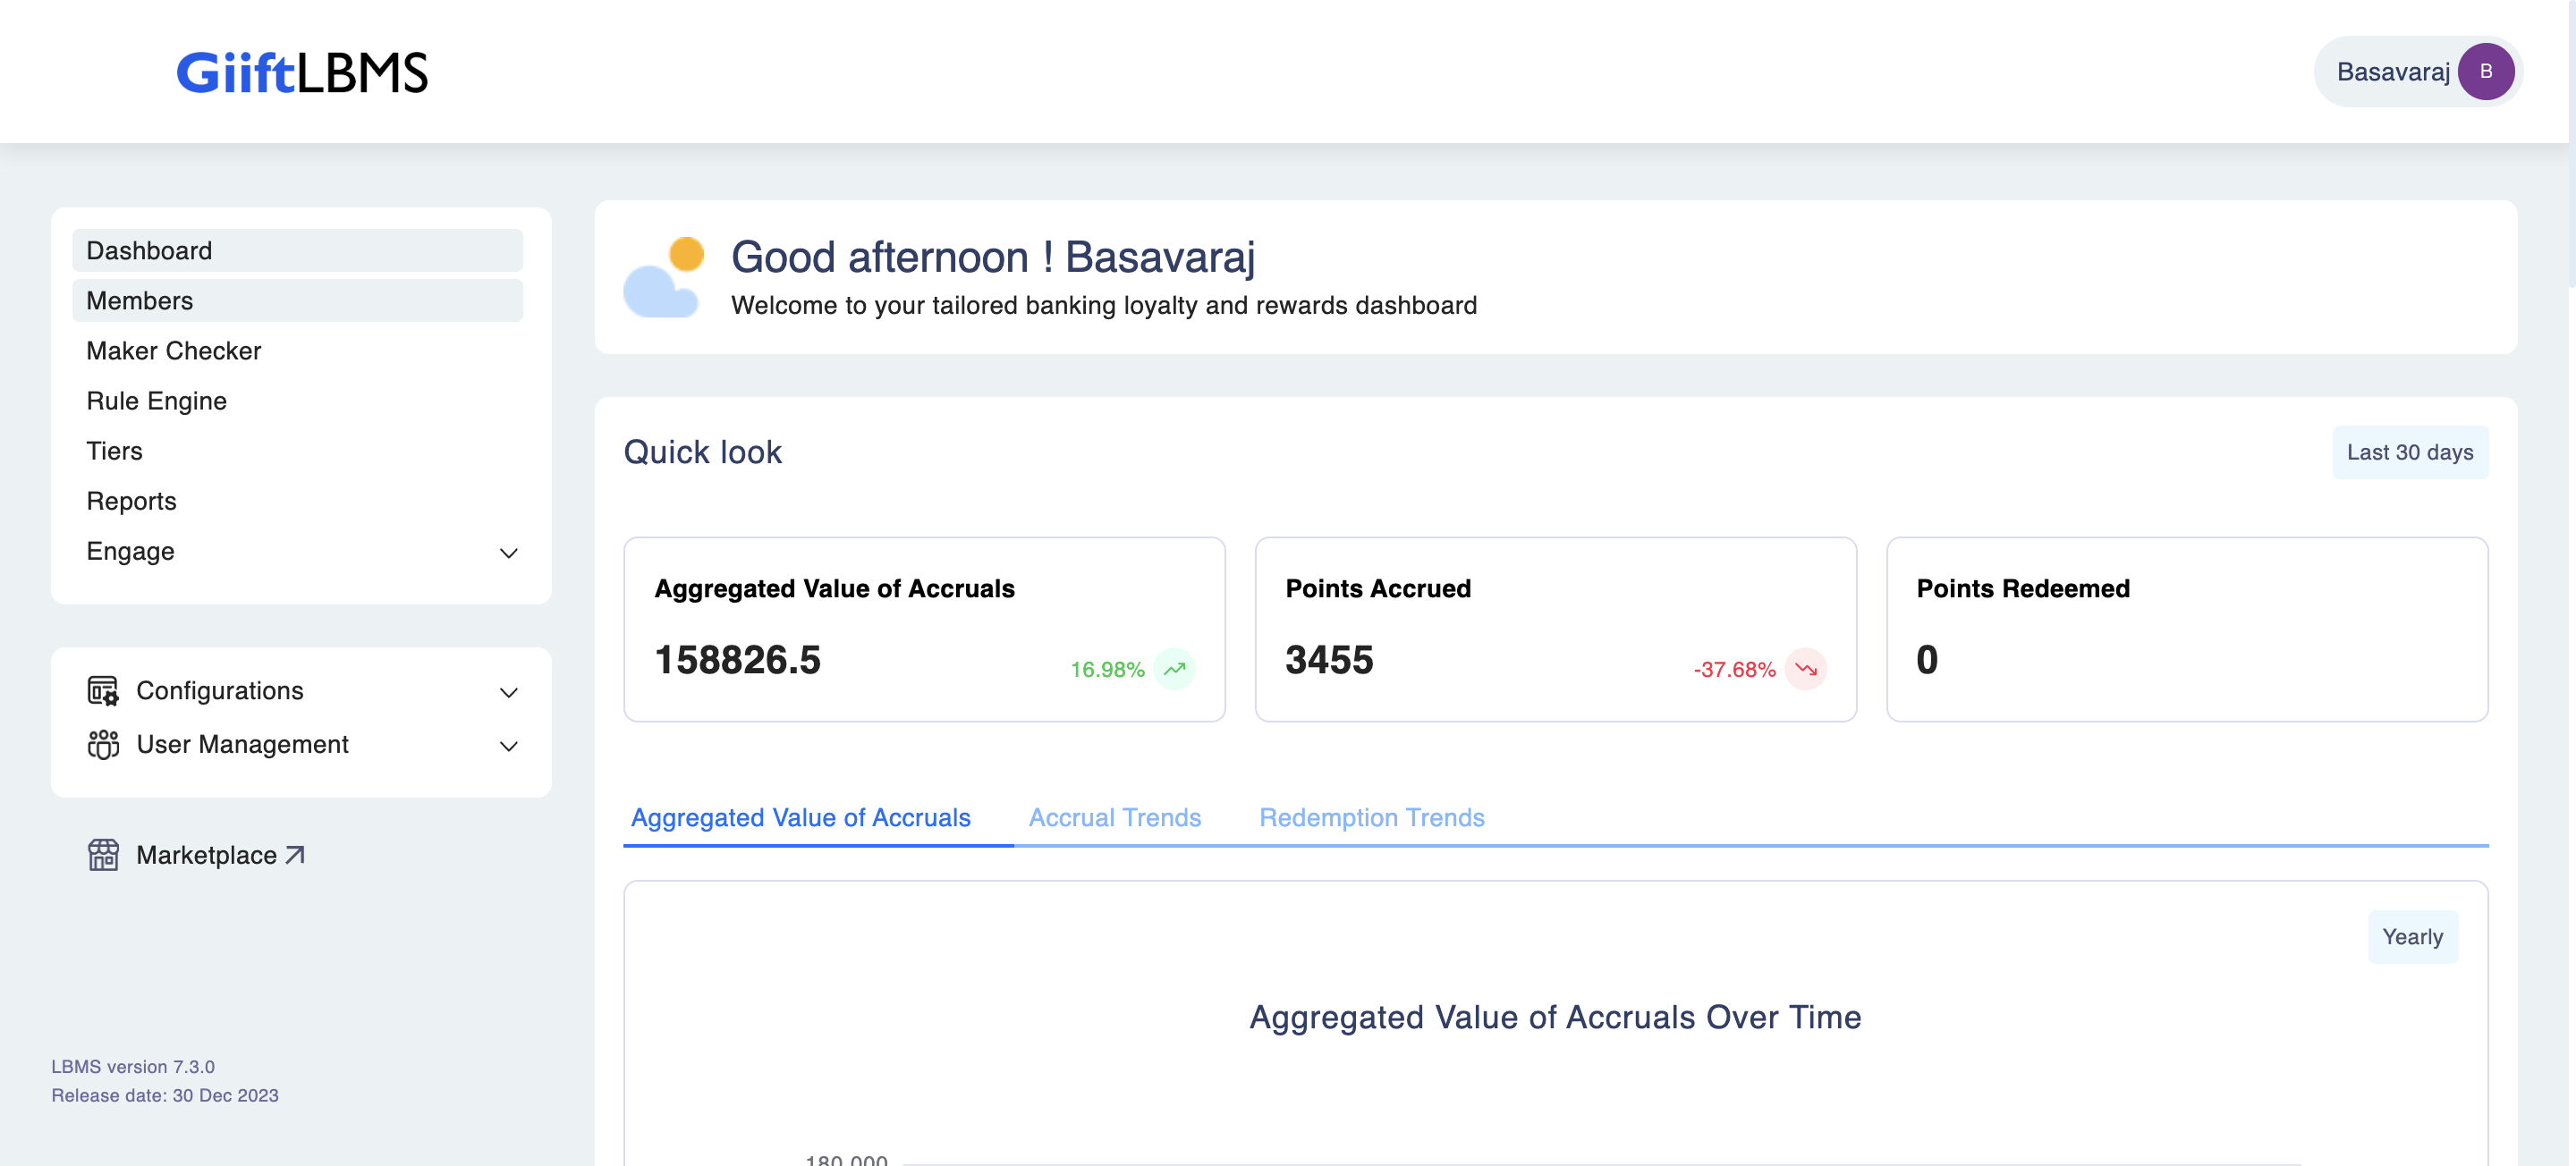 GiiftLBMS
Basavaraj B
Dashboard
Members
Maker Checker
Rule Engine
Tiers
Reports
Engage
Configurations
User Management
Marketplace
LBMS version 7.3.0
Release date: 30 Dec 2023
Good afternoon ! Basavaraj
Welcome to your tailored banking loyalty and rewards dashboard
Quick look
Last 30 days
Aggregated Value of Accruals
158826.5
16.98%
Points Accrued
3455
-37.68%
Points Redeemed
0
Aggregated Value of Accruals
Accrual Trends
Redemption Trends
Yearly
Aggregated Value of Accruals Over Time
180,000